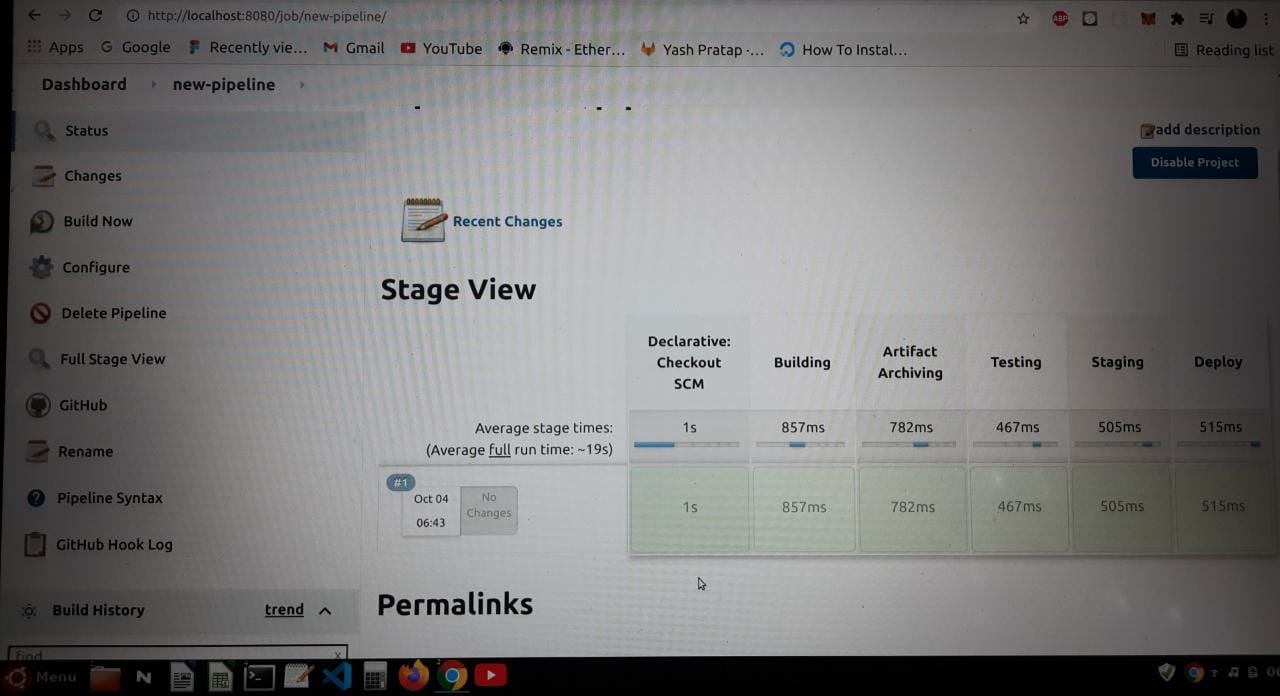 http://localhost:8080/job/new-pipeline/
ABP
Apps
Google
Recently vie...
Gmail
YouTube
Remix - Ether...
Yash Pratap ·...
How To Instal...
Reading list
Dashboard
new-pipeline
Status
Changes
Build Now
Configure
Delete Pipeline
Full Stage View
GitHub
Rename
Pipeline Syntax
GitHub Hook Log
Build History
trend
find
x
add description
Disable Project
Recent Changes
Stage View
Declarative:
Checkout
SCM
Building
Artifact
Archiving
Testing
Staging
Deploy
Average stage times:
(Average full run time: ~19s)
1s
857ms
782ms
467ms
505ms
515ms
#1
Oct 04
06:43
No
Changes
1s
857ms
782ms
467ms
505ms
515ms
Permalinks
Menu